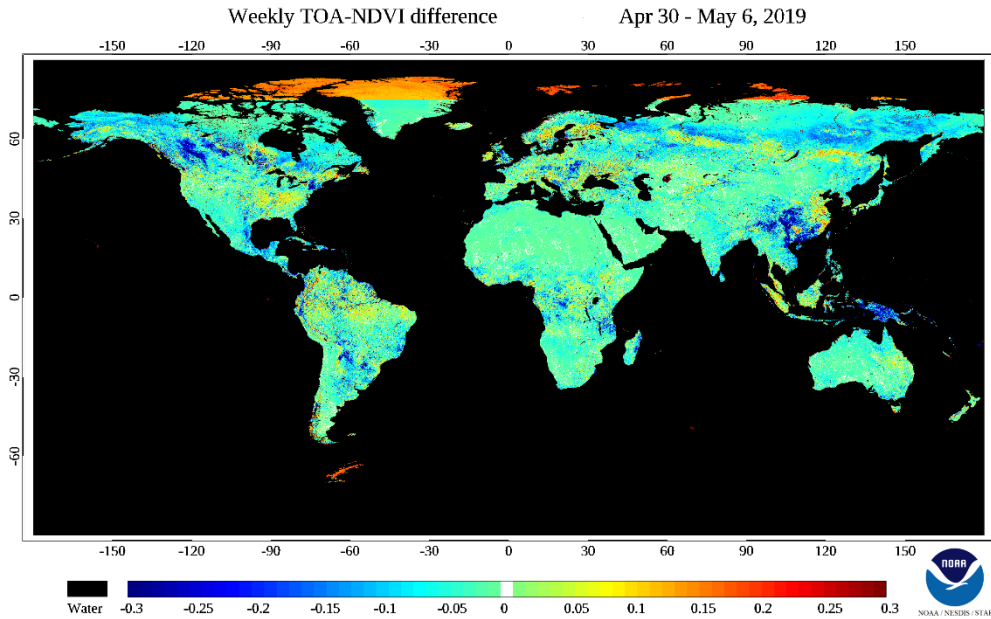 Weekly TOA-NDVI difference Apr 30 - May 6, 2019
-150 -120 -90 -60 -30 0 30 60 90 120 150
60
30
0
-30
-60
-150 -120 -90 -60 -30 0 30 60 90 120 150
Water -0.3 -0.25 -0.2 -0.15 -0.1 -0.05 0 0.05 0.1 0.15 0.2 0.25 0.3
NOAA
NOAA / NESDIS / STAR